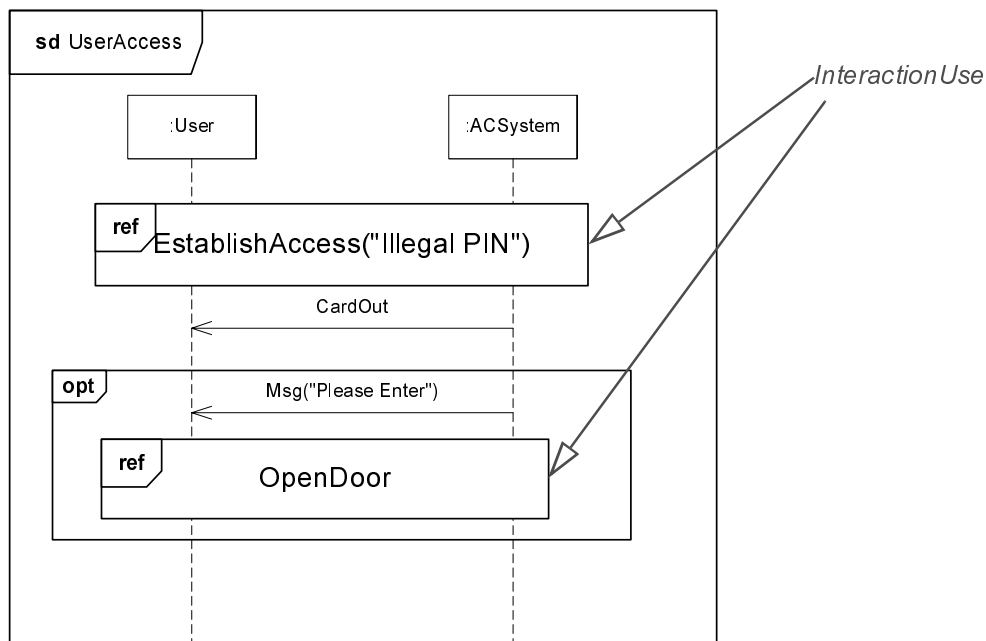 sd UserAccess
InteractionUse
:User
:ACSystem
ref
EstablishAccess("Illegal PIN")
CardOut
opt
Msg("Please Enter")
ref
OpenDoor